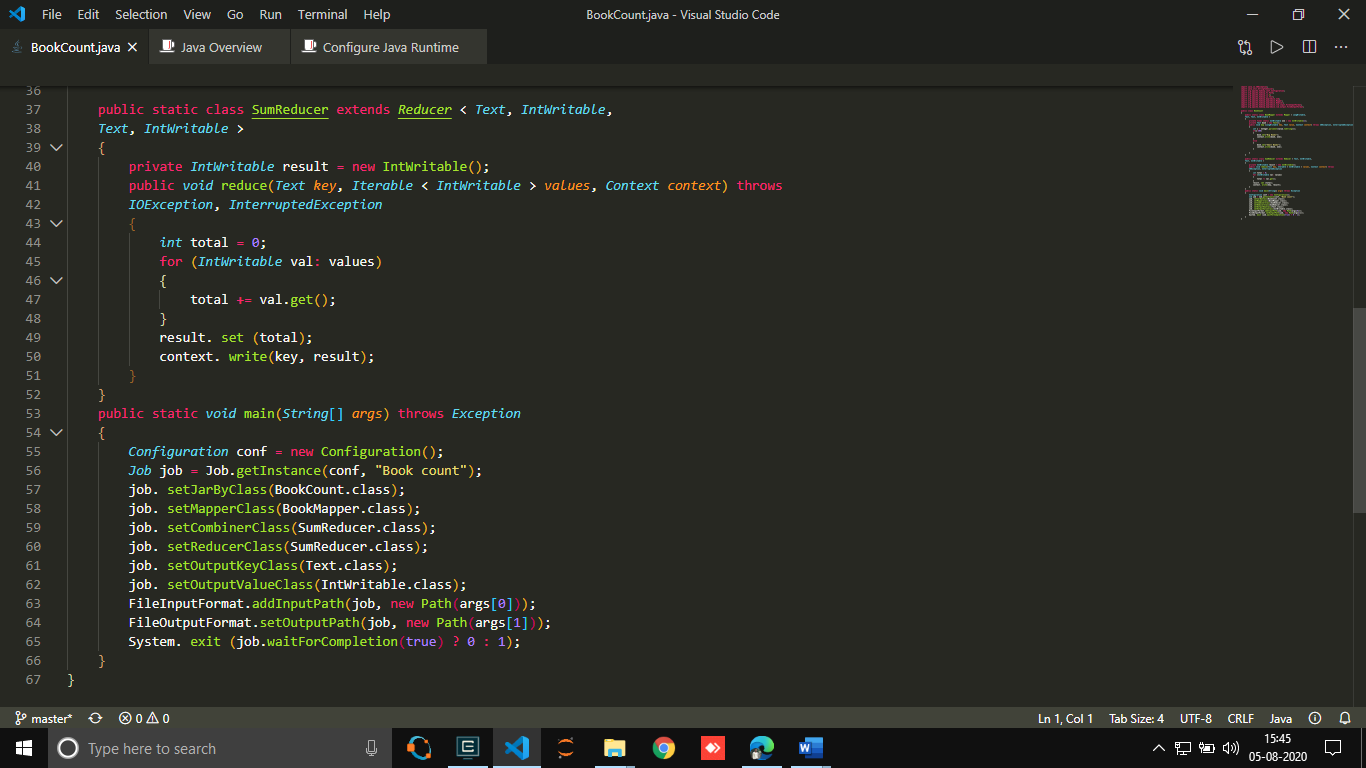 File Edit Selection View Go Run Terminal Help BookCount.java - Visual Studio Code
BookCount.java Java Overview Configure Java Runtime
36
37 public static class SumReducer extends Reducer < Text, IntWritable,
38 Text, IntWritable >
39 {
40 private IntWritable result = new IntWritable();
41 public void reduce(Text key, Iterable < IntWritable > values, Context context) throws
42 IOException, InterruptedException
43 {
44 int total = 0;
45 for (IntWritable val: values)
46 {
47 total += val.get();
48 }
49 result. set (total);
50 context. write(key, result);
51 }
52 }
53 public static void main(String[] args) throws Exception
54 {
55 Configuration conf = new Configuration();
56 Job job = Job.getInstance(conf, "Book count");
57 job. setJarByClass(BookCount.class);
58 job. setMapperClass(BookMapper.class);
59 job. setCombinerClass(SumReducer.class);
60 job. setReducerClass(SumReducer.class);
61 job. setOutputKeyClass(Text.class);
62 job. setOutputValueClass(IntWritable.class);
63 FileInputFormat.addInputPath(job, new Path(args[0]));
64 FileOutputFormat.setOutputPath(job, new Path(args[1]));
65 System. exit (job.waitForCompletion(true) ? 0 : 1);
66 }
67 }
master* 0 0 Ln 1, Col 1 Tab Size: 4 UTF-8 CRLF Java
Type here to search 15:45
05-08-2020